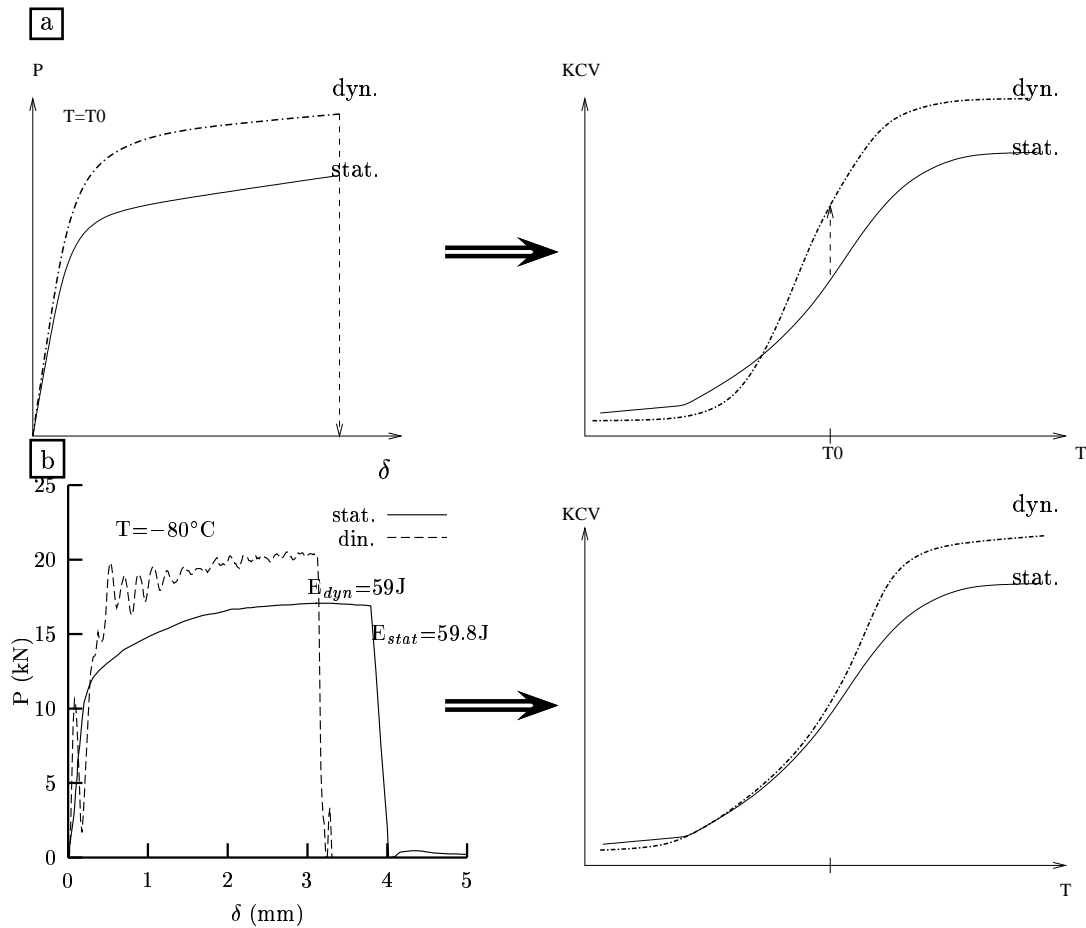 a
P
KCV
dyn.
dyn.
T=T0
stat.
stat.
T0
T
δ
b
25
20
15
10
5
0
P (kN)
T=−80°C
stat.
din.
E_dyn=59J
E_stat=59.8J
0
1
2
3
4
5
δ (mm)
KCV
dyn.
stat.
T